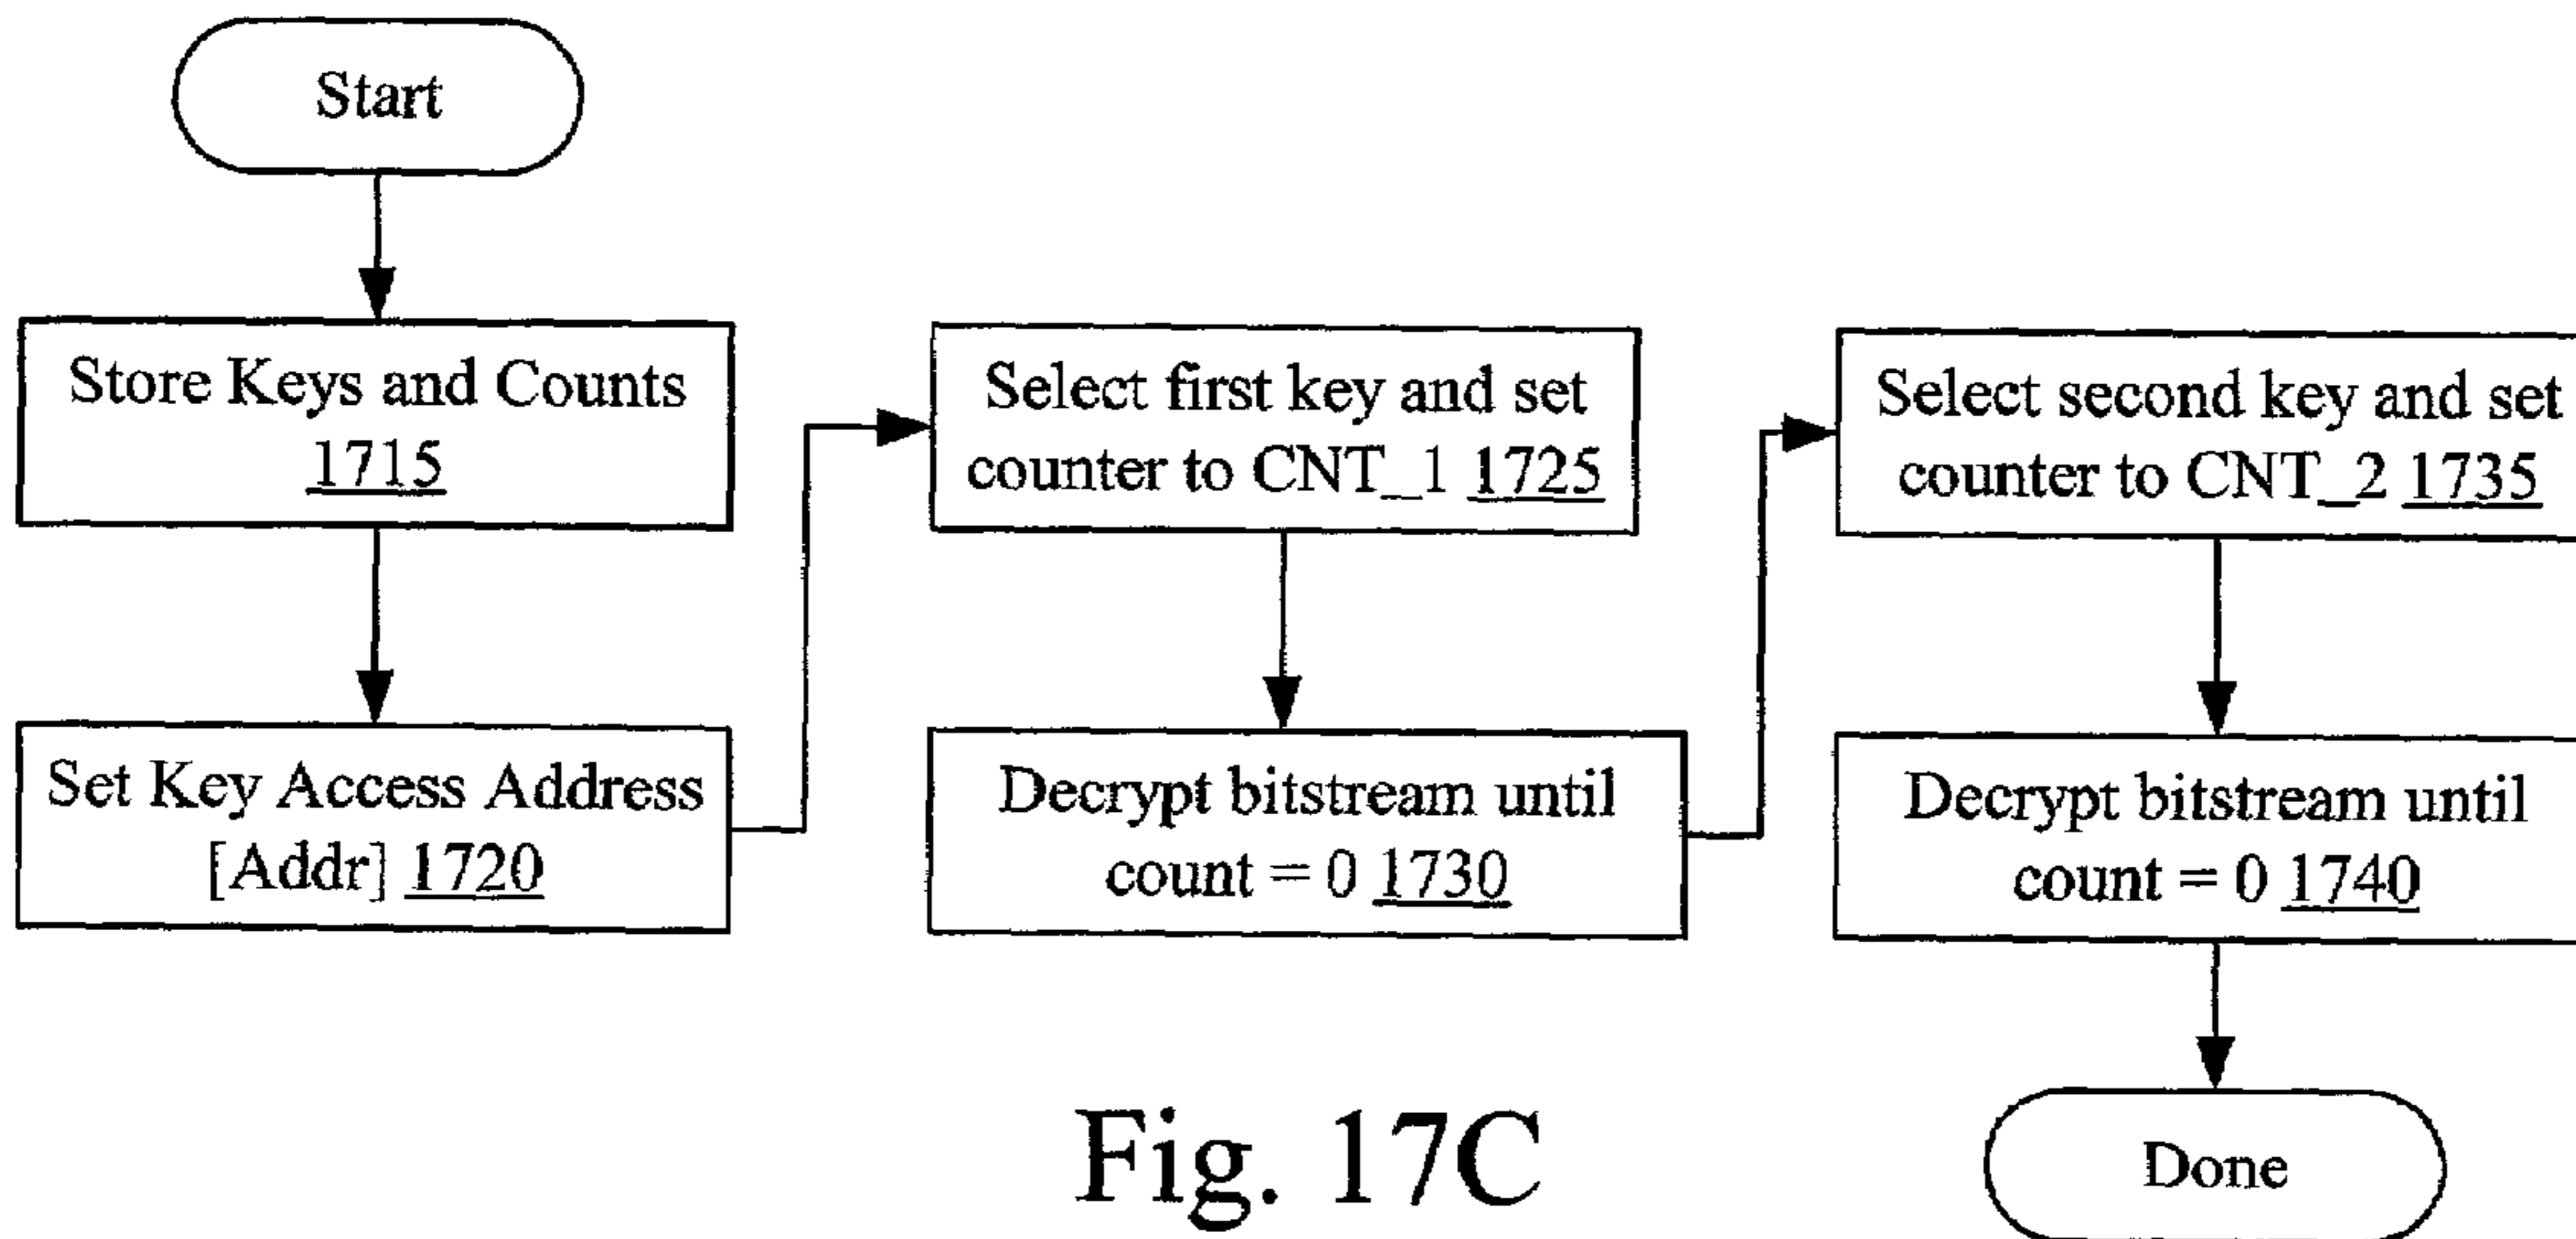 Start
Store Keys and Counts
1715
Set Key Access Address
[Addr] 1720
Select first key and set
counter to CNT_1 1725
Decrypt bitstream until
count = 0 1730
Select second key and set
counter to CNT_2 1735
Decrypt bitstream until
count = 0 1740
Done
Fig. 17C